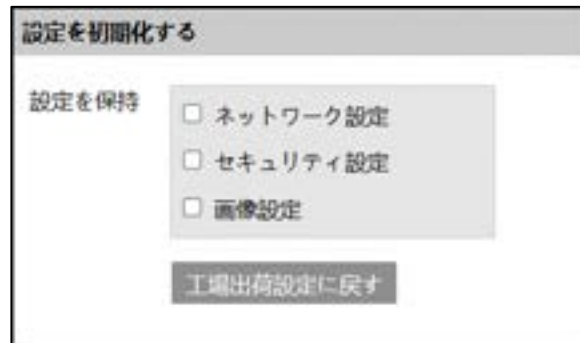 設定を初期化する
設定を保持
ネットワーク設定
セキュリティ設定
画像設定
工場出荷設定に戻す